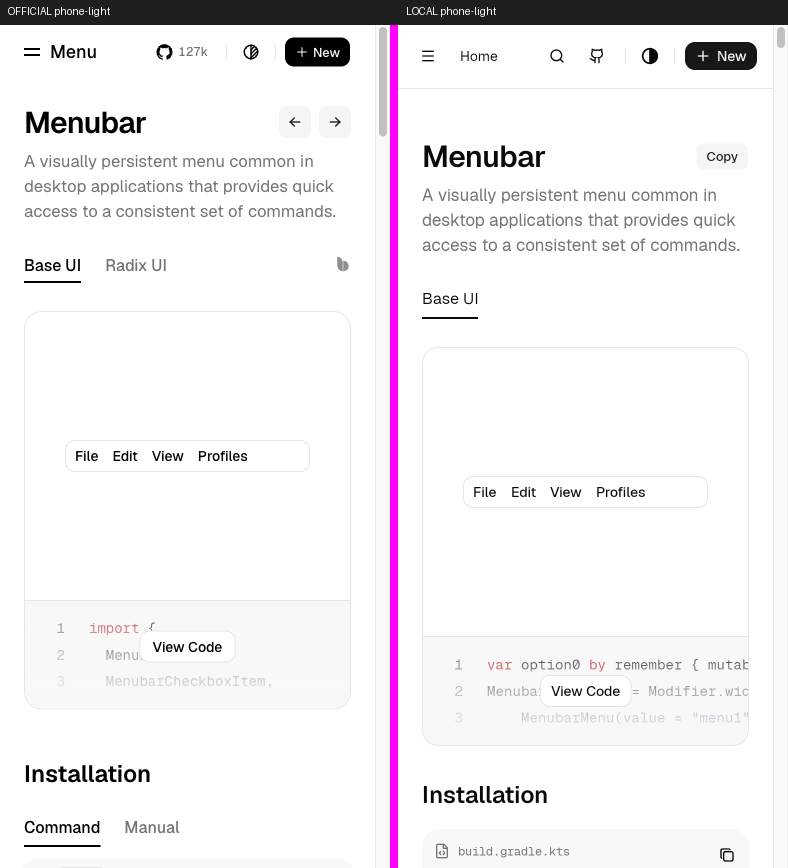 OFFICIAL phone-light
Menu
127k
New
Menubar
A visually persistent menu common in
desktop applications that provides quick
access to a consistent set of commands.
Base UI
Radix UI
File Edit View Profiles
1 import {
2 Menu
View Code
3 MenubarCheckboxItem,
Installation
Command
Manual
LOCAL phone-light
Home
New
Menubar
Copy
A visually persistent menu common in
desktop applications that provides quick
access to a consistent set of commands.
Base UI
File Edit View Profiles
1 var option0 by remember { mutab
2 Menuba = Modifier.wid
View Code
3 MenubarMenu(value = "menu1"
Installation
build.gradle.kts